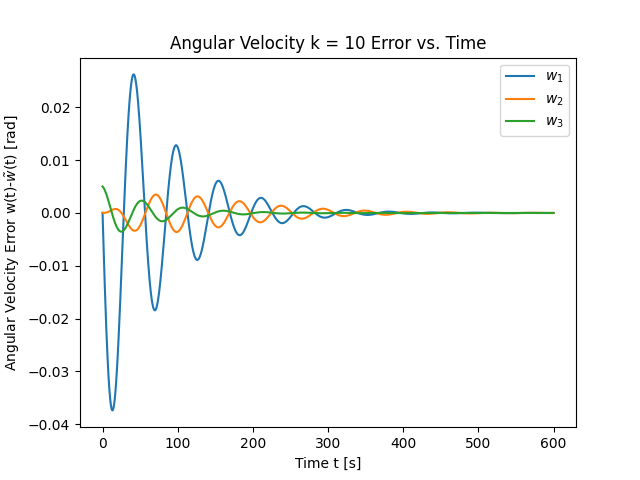 Angular Velocity k = 10 Error vs. Time
Angular Velocity Error w(t)-w̃(t) [rad]
0.02
0.01
0.00
−0.01
−0.02
−0.03
−0.04
w₁
w₂
w₃
0 100 200 300 400 500 600
Time t [s]